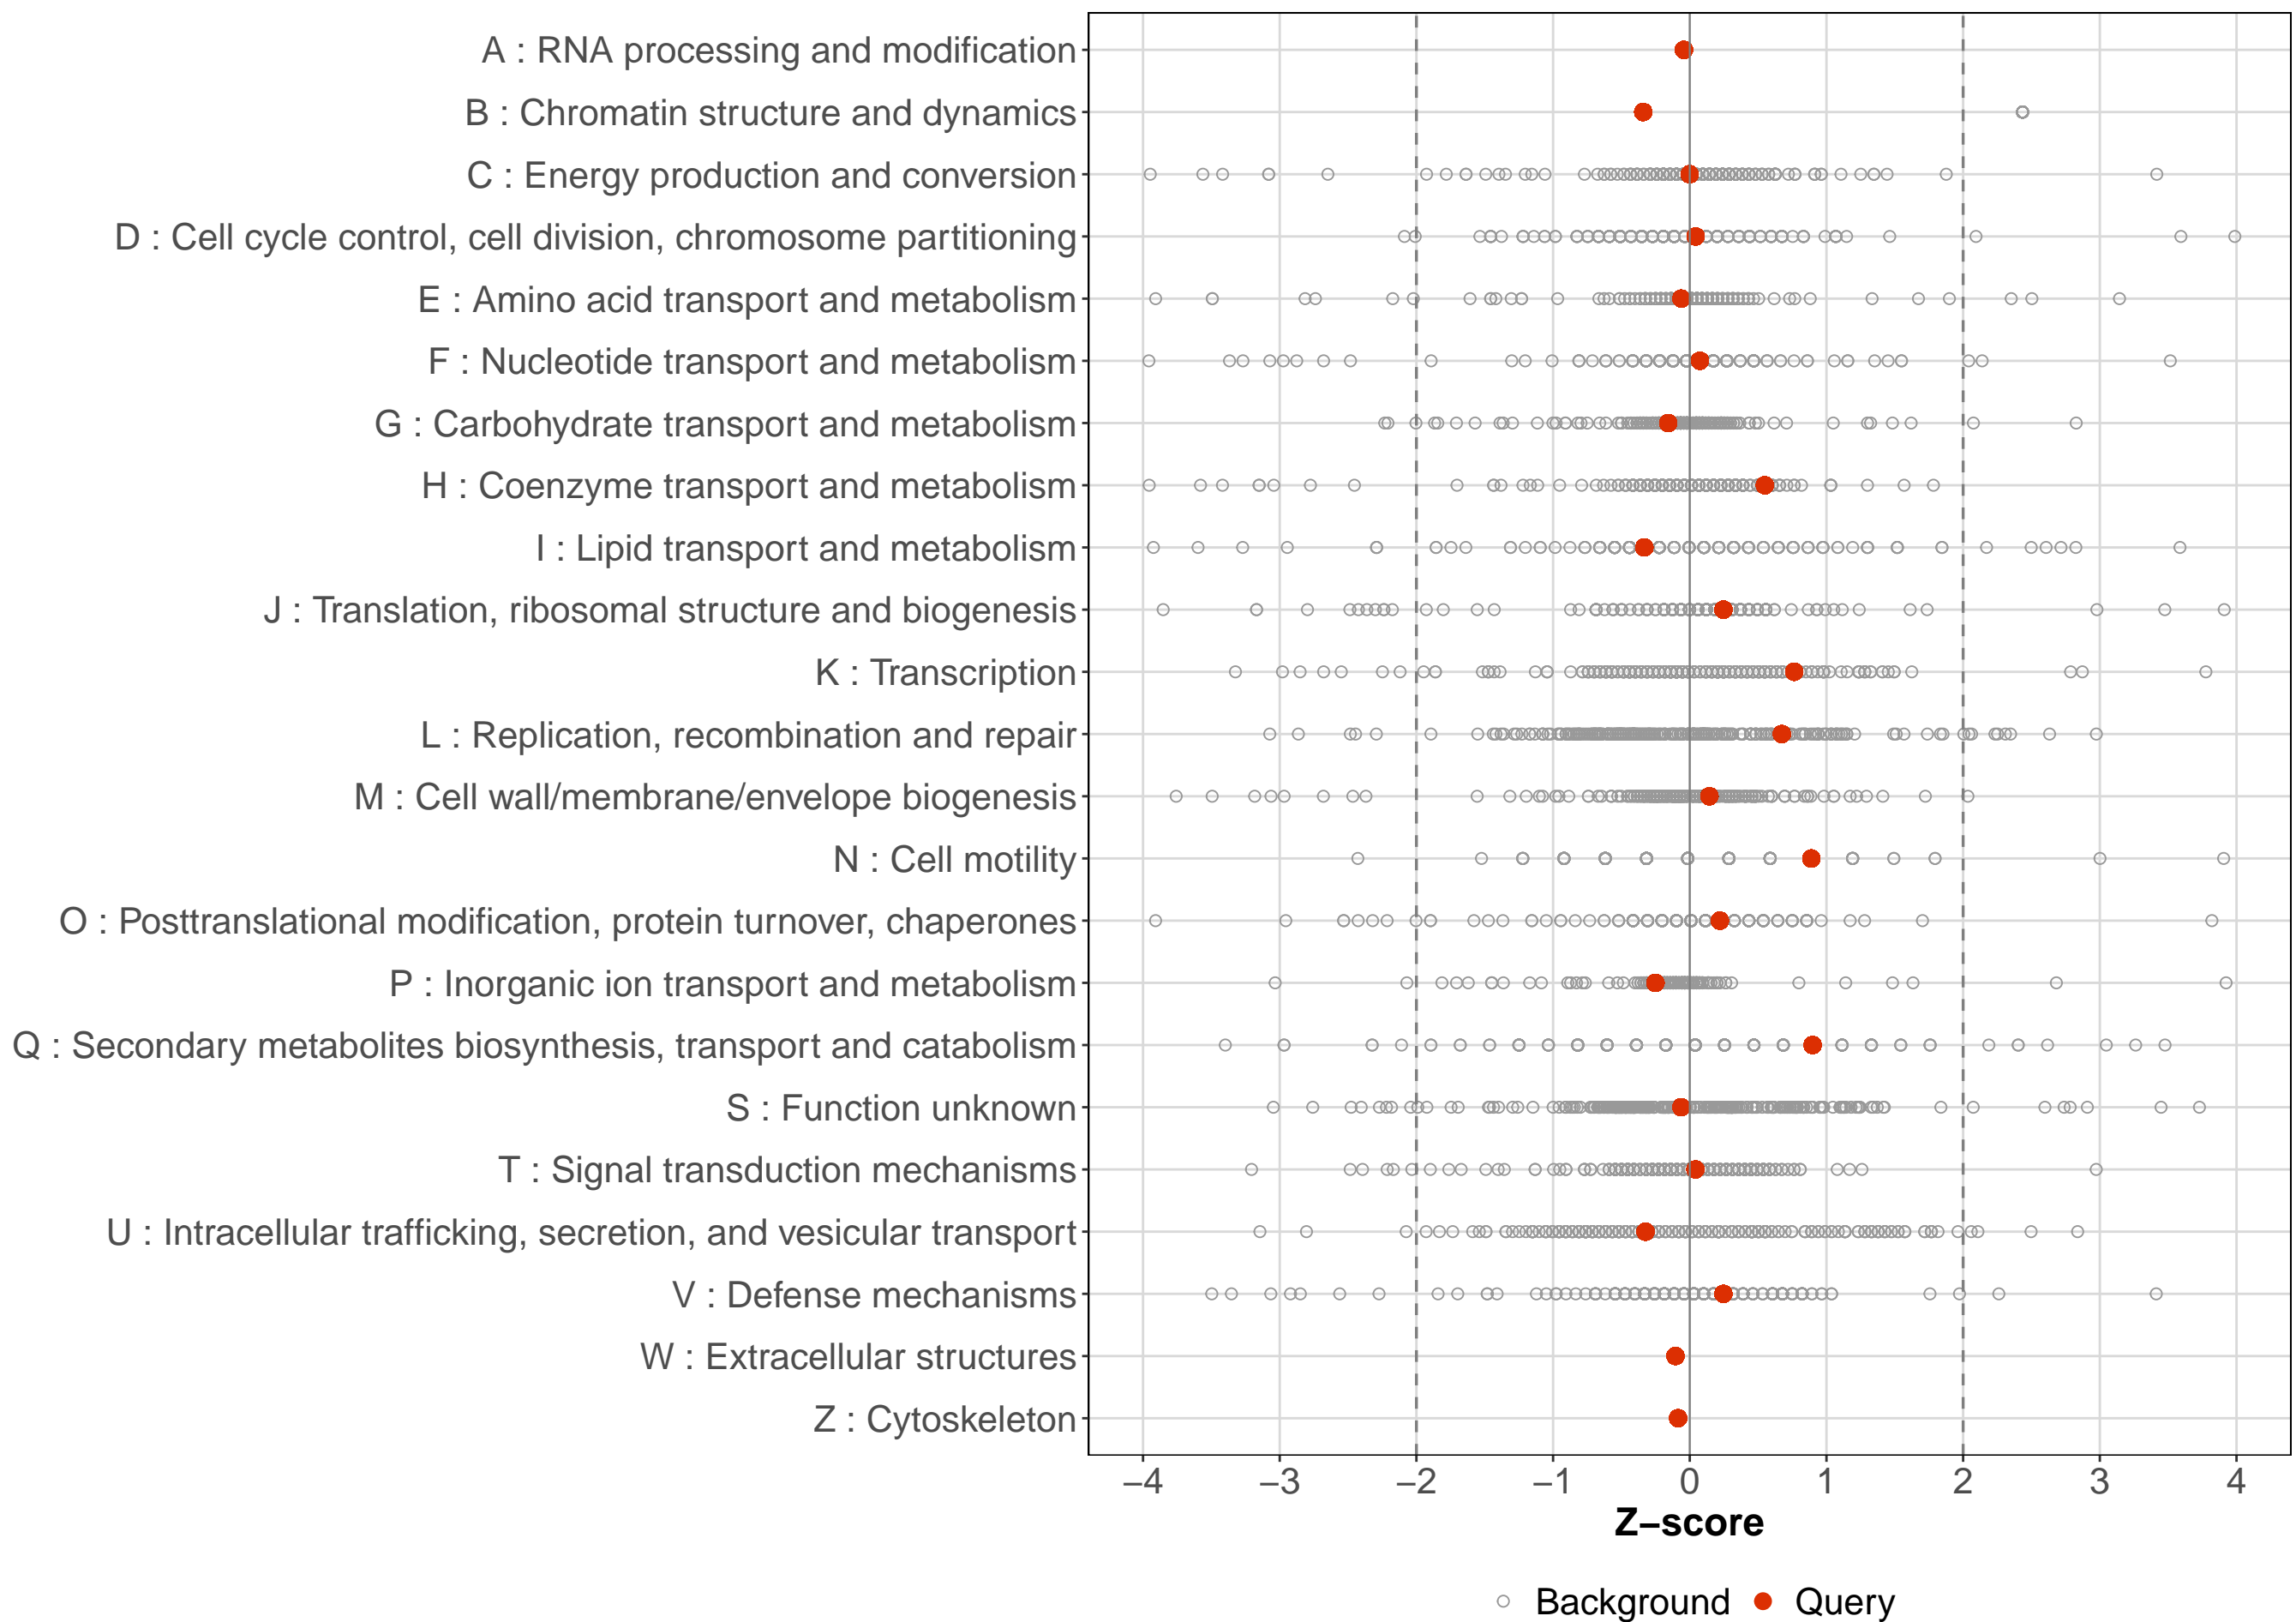 A : RNA processing and modification
B : Chromatin structure and dynamics
C : Energy production and conversion
D : Cell cycle control, cell division, chromosome partitioning
E : Amino acid transport and metabolism
F : Nucleotide transport and metabolism
G : Carbohydrate transport and metabolism
H : Coenzyme transport and metabolism
I : Lipid transport and metabolism
J : Translation, ribosomal structure and biogenesis
K : Transcription
L : Replication, recombination and repair
M : Cell wall/membrane/envelope biogenesis
N : Cell motility
O : Posttranslational modification, protein turnover, chaperones
P : Inorganic ion transport and metabolism
Q : Secondary metabolites biosynthesis, transport and catabolism
S : Function unknown
T : Signal transduction mechanisms
U : Intracellular trafficking, secretion, and vesicular transport
V : Defense mechanisms
W : Extracellular structures
Z : Cytoskeleton
−4 −3 −2 −1 0 1 2 3 4
Z−score
Background Query